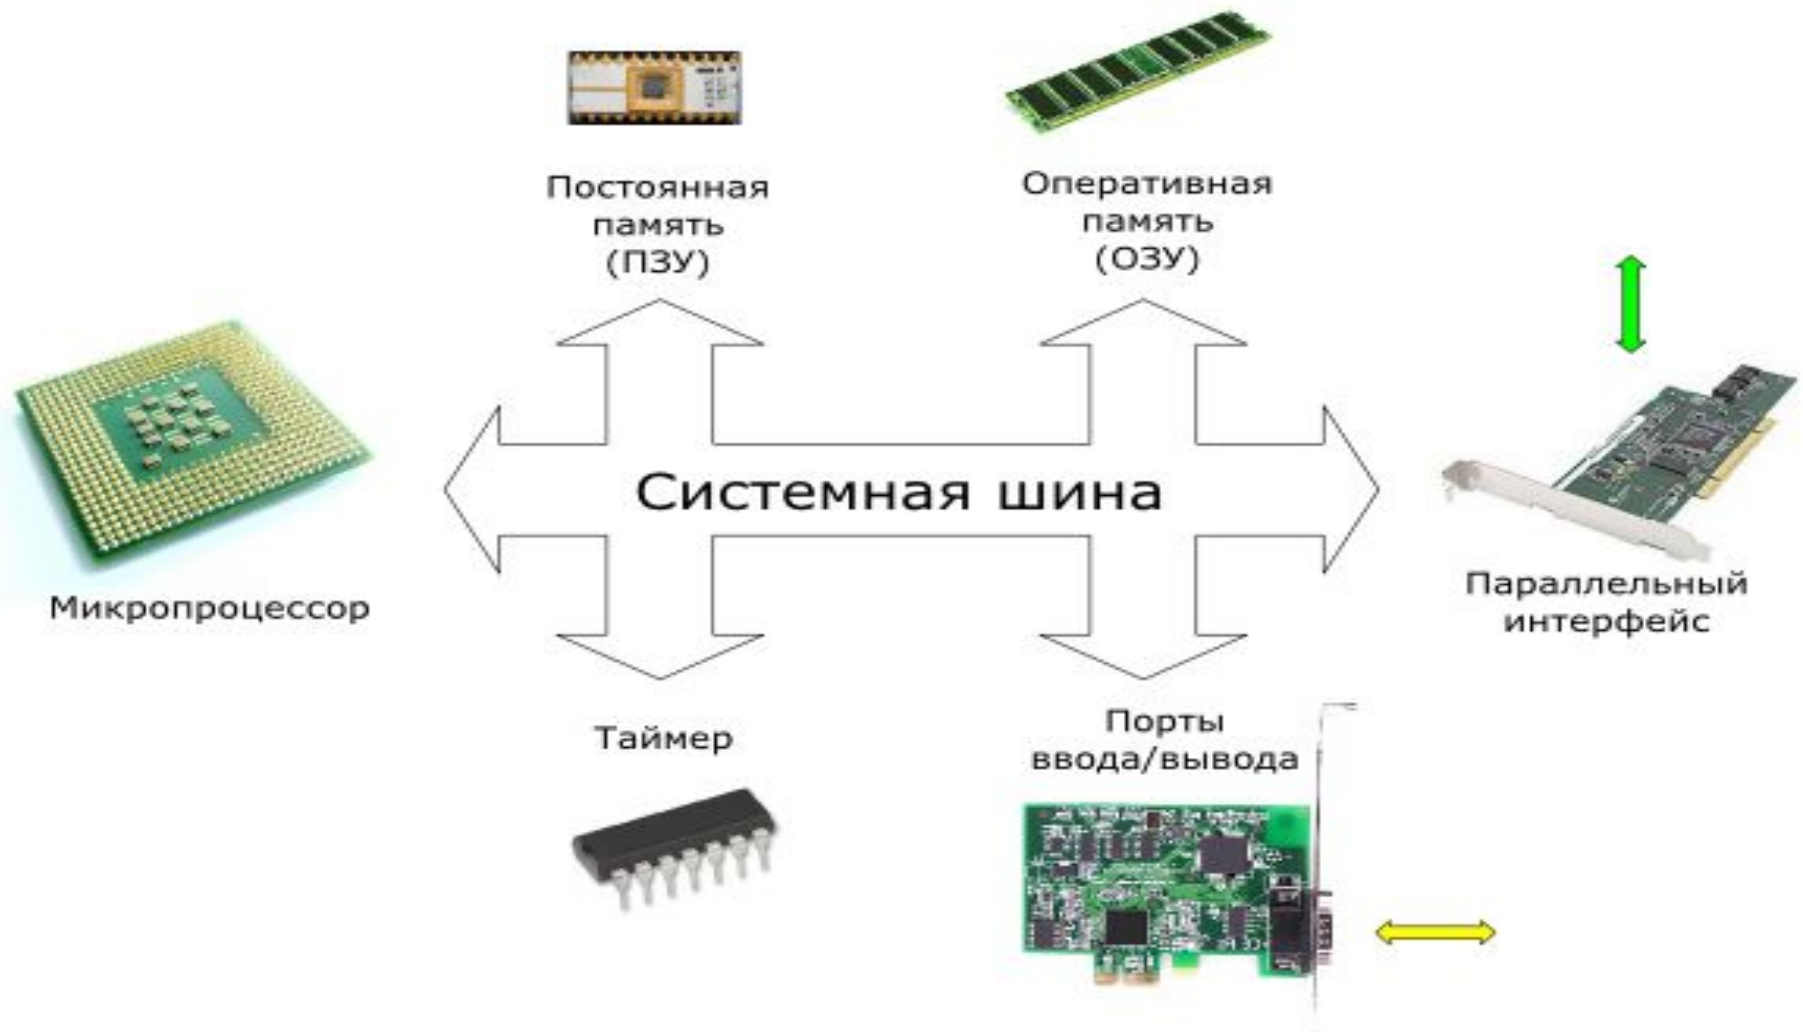 Постоянная
память
(ПЗУ)
Оперативная
память
(ОЗУ)
Системная шина
Микропроцессор
Параллельный
интерфейс
Таймер
Порты
ввода/вывода